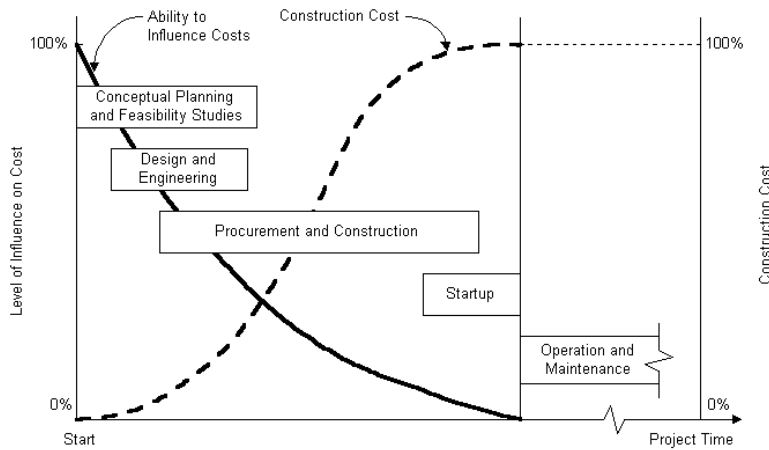 Ability to
Influence Costs
Construction Cost
100%
100%
Conceptual Planning
and Feasibility Studies
Design and
Engineering
Level of Influence on Cost
Construction Cost
Procurement and Construction
Startup
Operation and
Maintenance
0%
0%
Start
Project Time